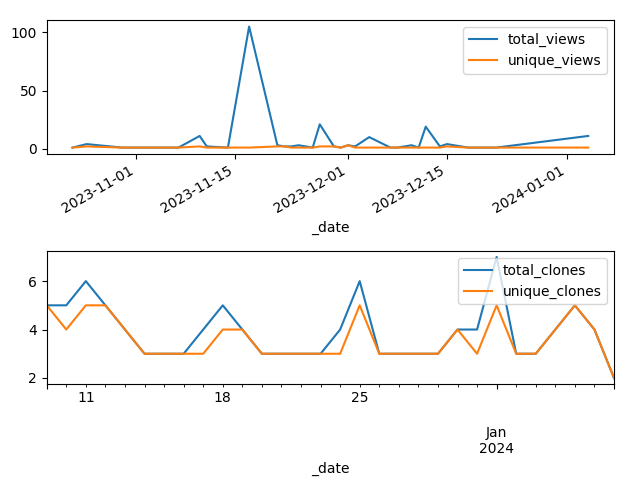 100
50
0
total_views
unique_views
2023-11-01
2023-11-15
2023-12-01
2023-12-15
2024-01-01
_date
6
4
2
total_clones
unique_clones
11
18
25
Jan
2024
_date